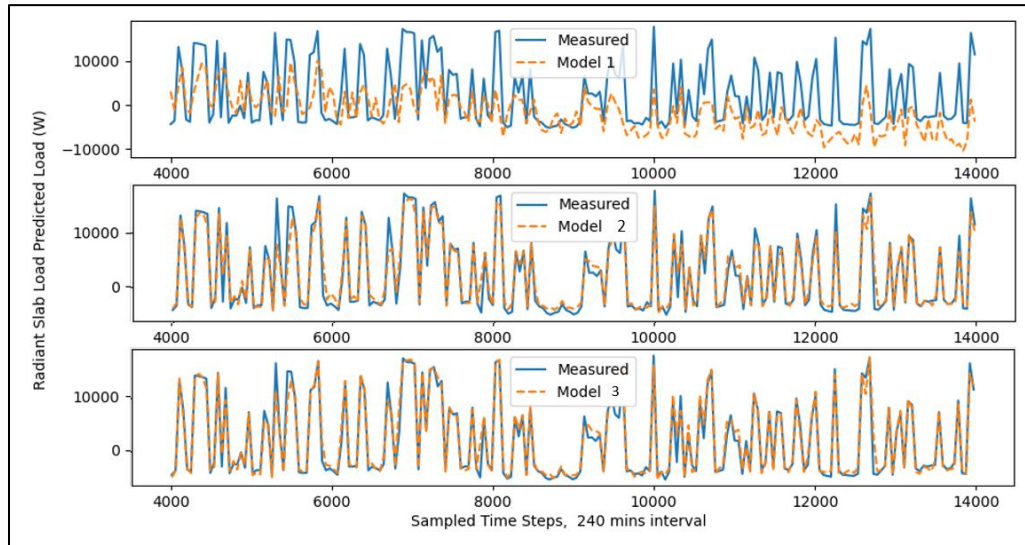 Radiant Slab Load Predicted Load (W)
10000
0
−10000
Measured
Model 1
4000 6000 8000 10000 12000 14000
10000
0
Measured
Model 2
4000 6000 8000 10000 12000 14000
10000
0
Measured
Model 3
4000 6000 8000 10000 12000 14000
Sampled Time Steps, 240 mins interval